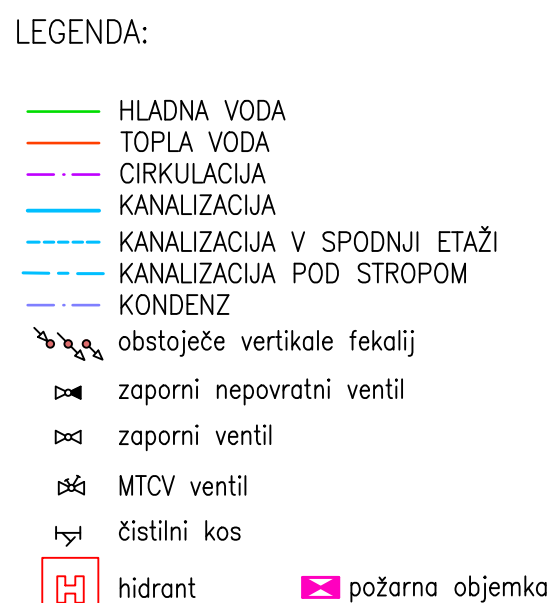 LEGENDA:
HLADNA VODA
TOPLA VODA
CIRKULACIJA
KANALIZACIJA
KANALIZACIJA V SPODNJI ETAŽI
KANALIZACIJA POD STROPOM
KONDENZ
obstoječe vertikale fekalij
zaporni nepovratni ventil
zaporni ventil
MTCV ventil
čistilni kos
H hidrant požarna objemka